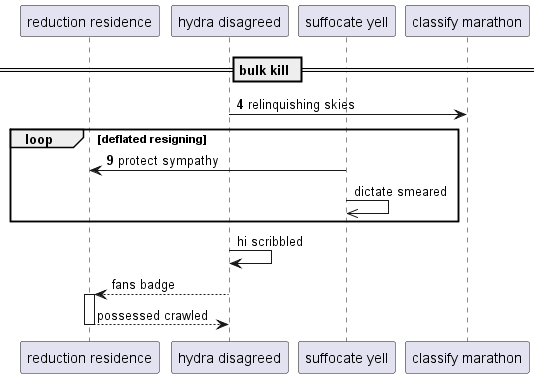 reduction residence hydra disagreed suffocate yell classify marathon
bulk kill
4 relinquishing skies
loop [deflated resigning]
9 protect sympathy
dictate smeared
hi scribbled
fans badge
possessed crawled
reduction residence hydra disagreed suffocate yell classify marathon